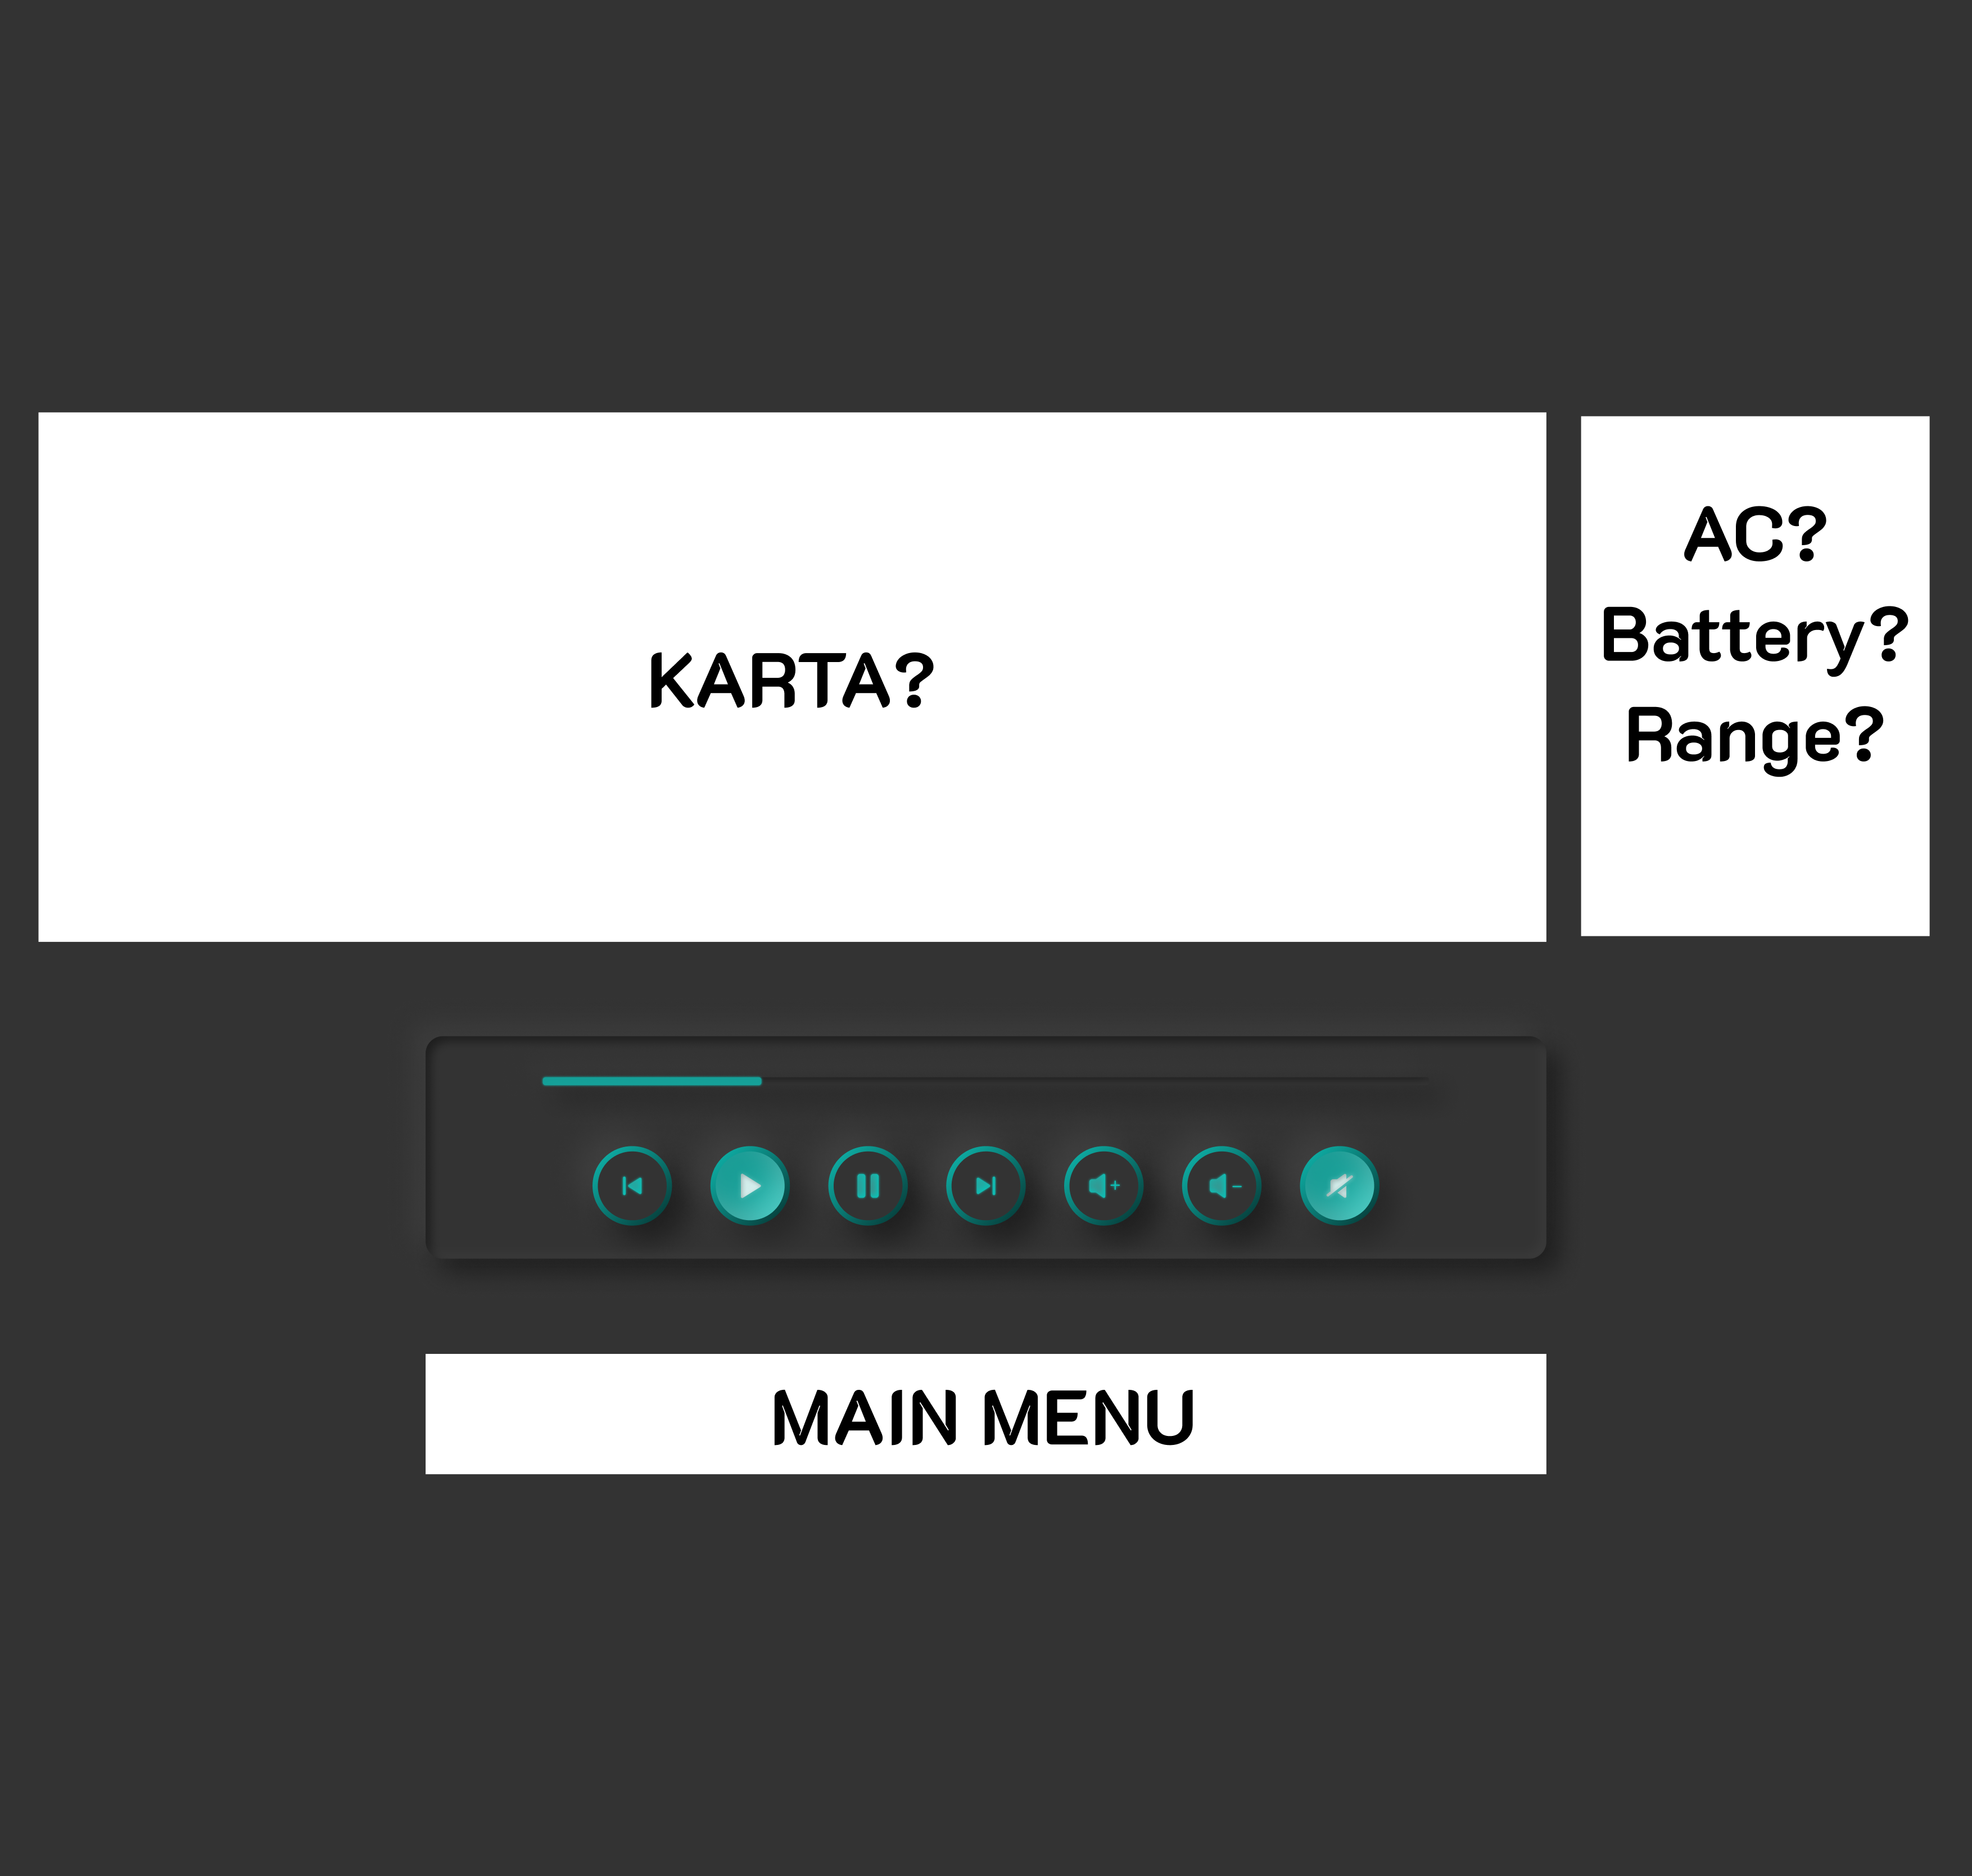 KARTA?
AC?
Battery?
Range?
MAIN MENU